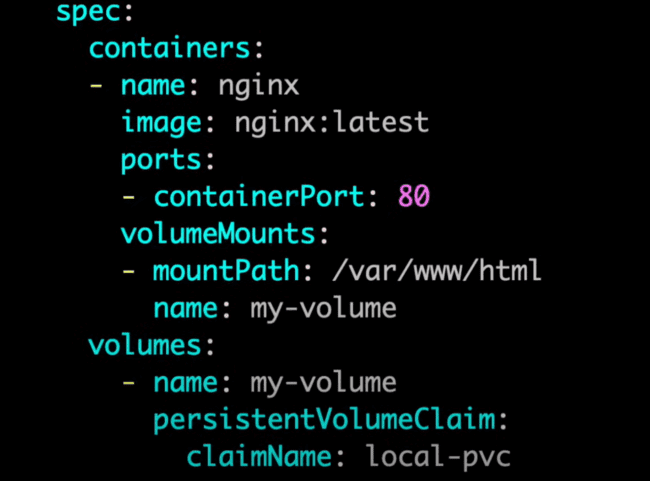 spec:
  containers:
  - name: nginx
    image: nginx:latest
    ports:
    - containerPort: 80
    volumeMounts:
    - mountPath: /var/www/html
      name: my-volume
  volumes:
    - name: my-volume
      persistentVolumeClaim:
        claimName: local-pvc